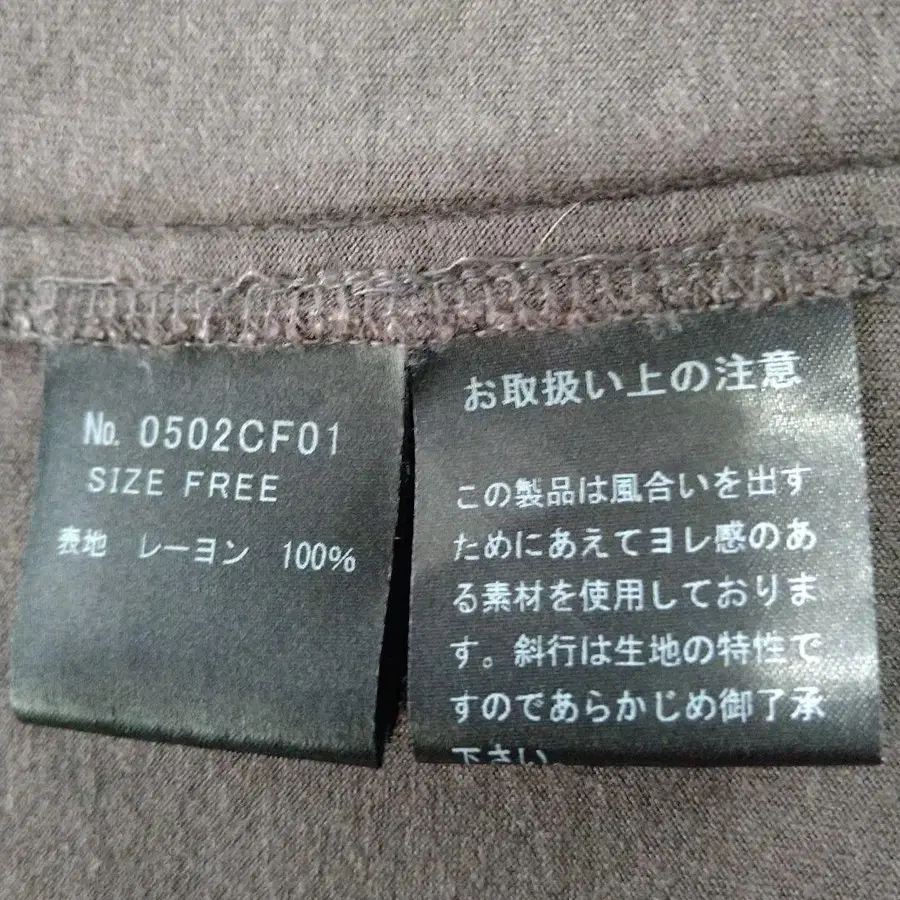 № 0502CF01
SIZE FREE
表地 レーヨン 100%
お取扱い上の注意
この製品は風合いを出す
ためにあえてヨレ感のあ
る素材を使用しておりま
す。斜行は生地の特性で
すのであらかじめ御了承
下さい。